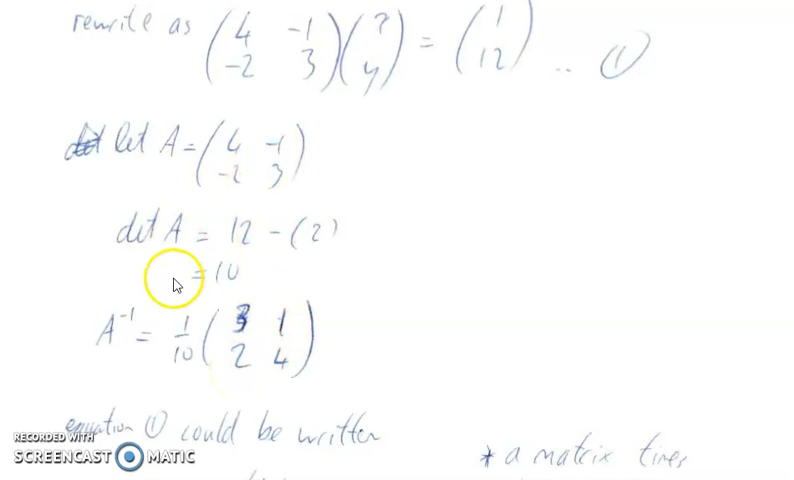 rewrite as (4 -1 -2 3)(x y) = (1 12) .. ①
let A = (4 -1 -2 3)
det A = 12 - (2)
= 10
A⁻¹ = 1/10 (3 1 2 4)
equation ① could be written
* a matrix times
RECORDED WITH
SCREENCAST MATIC